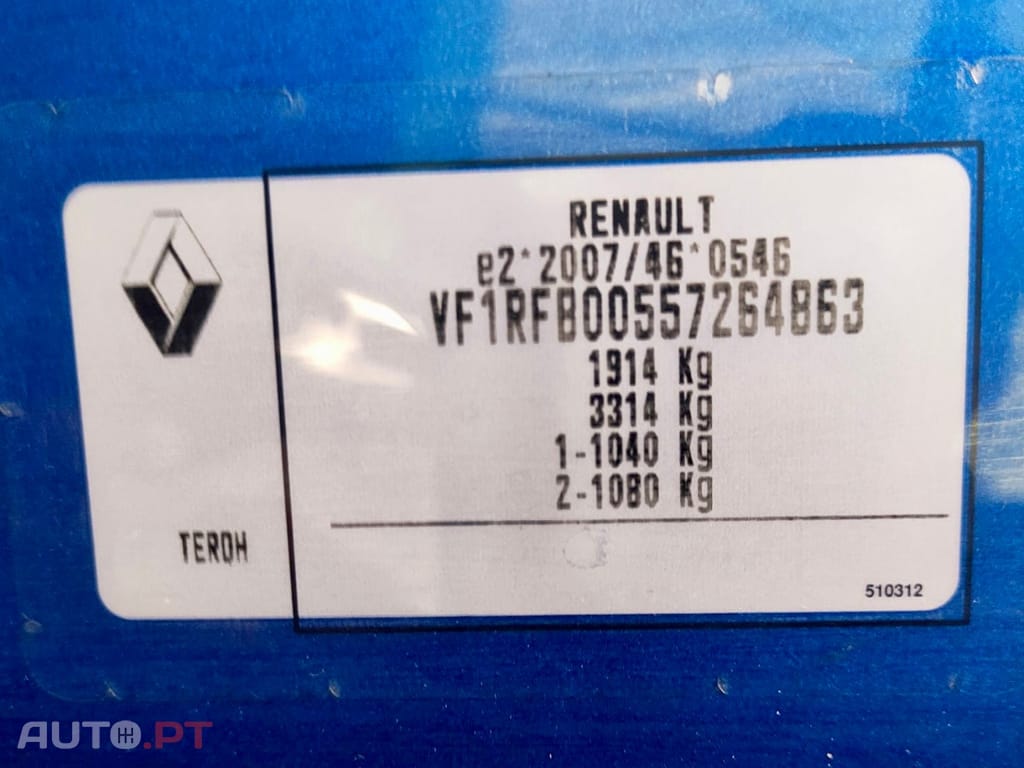 RENAULT
e2*2007/46*0546
VF1RFB00557264863
1914 Kg
3314 Kg
1-1040 Kg
2-1080 Kg
TERQH
510312
AUTO.PT